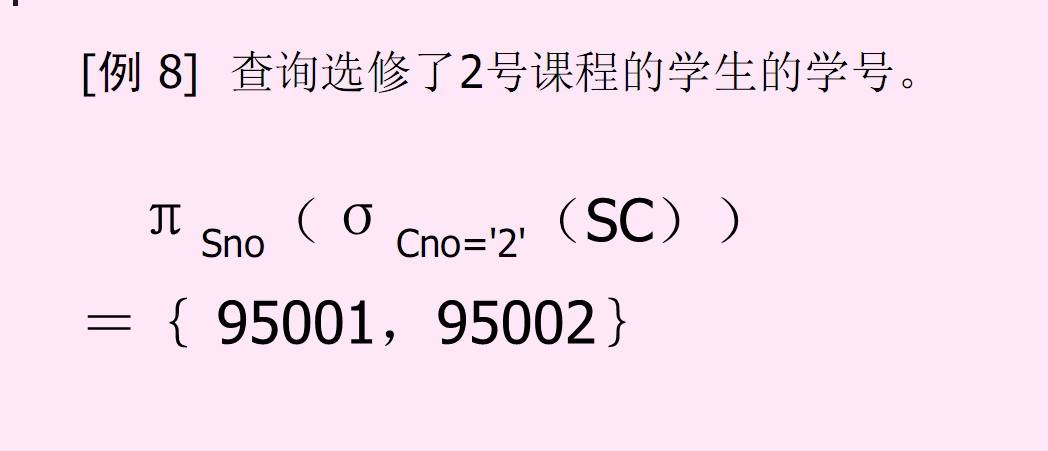 [例 8] 查询选修了2号课程的学生的学号。
π Sno（ σ Cno='2'（SC））
＝｛ 95001，95002｝